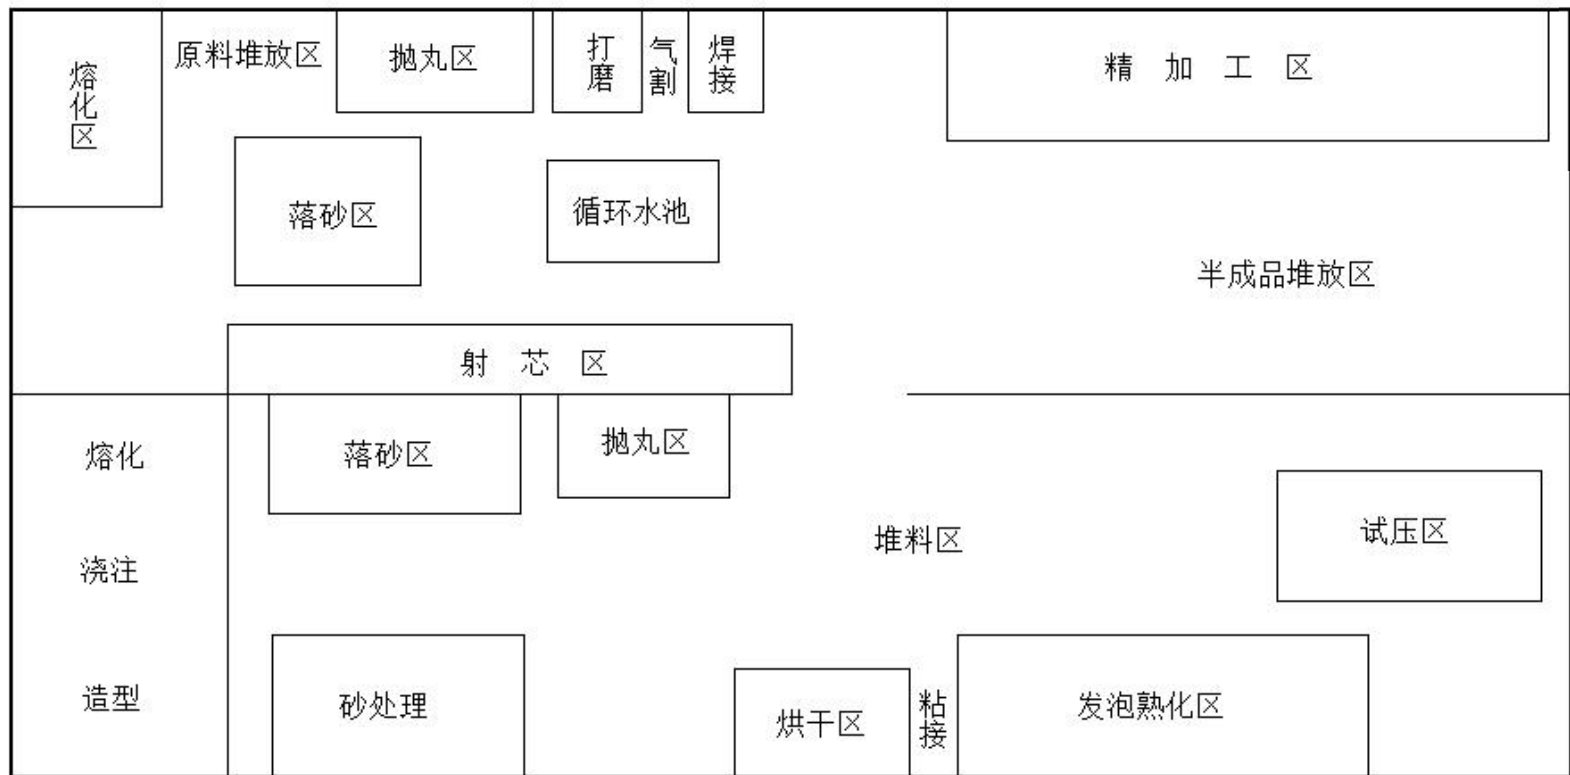 熔化区
原料堆放区
抛丸区
打磨
气割
焊接
精 加 工 区
落砂区
循环水池
半成品堆放区
射 芯 区
熔化
落砂区
抛丸区
堆料区
试压区
浇注
造型
砂处理
烘干区
粘接
发泡熟化区